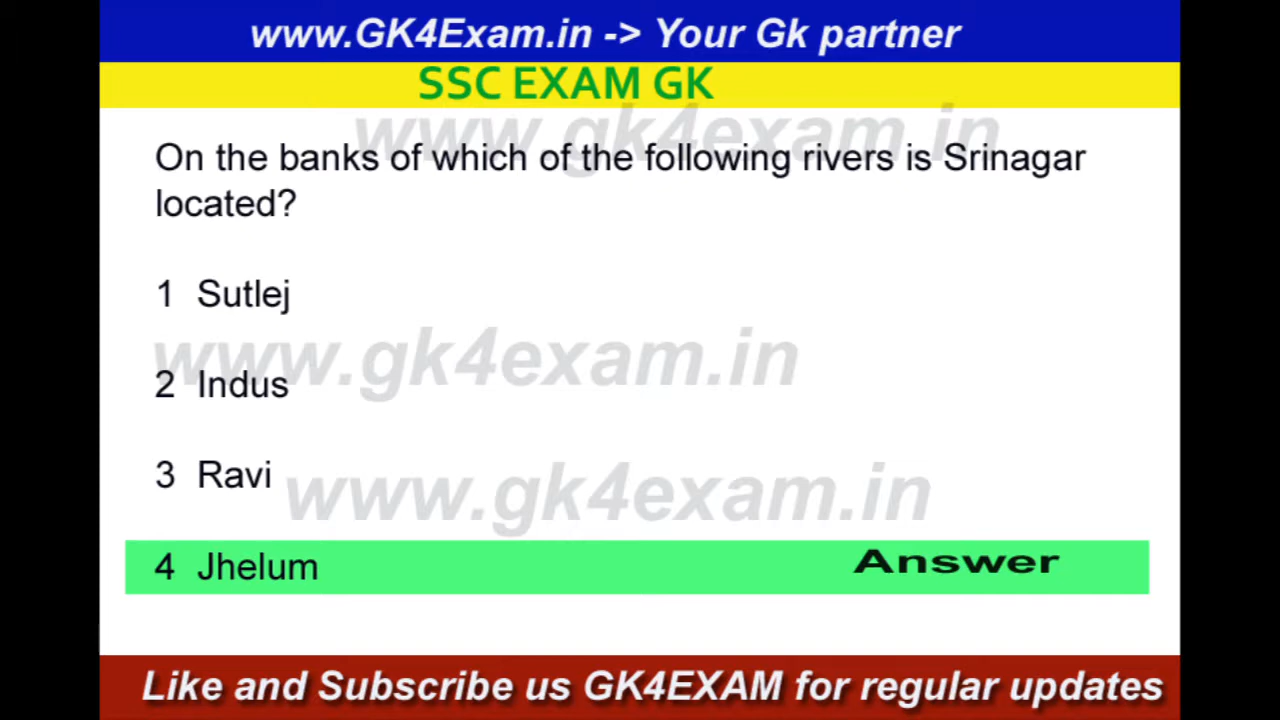 www.GK4Exam.in -> Your Gk partner
SSC EXAM GK
www.gk4exam.in
On the banks of which of the following rivers is Srinagar
located?
1 Sutlej
www.gk4exam.in
2 Indus
3 Ravi
www.gk4exam.in
4 Jhelum Answer
Like and Subscribe us GK4EXAM for regular updates